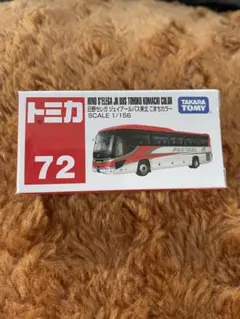 トミカ
72
HINO S'ELEGA JR BUS TOHOKU KOMACHI COLOR
日野セレガ ジェイアールバス東北 こまちカラー
SCALE 1/156
TAKARA
TOMY